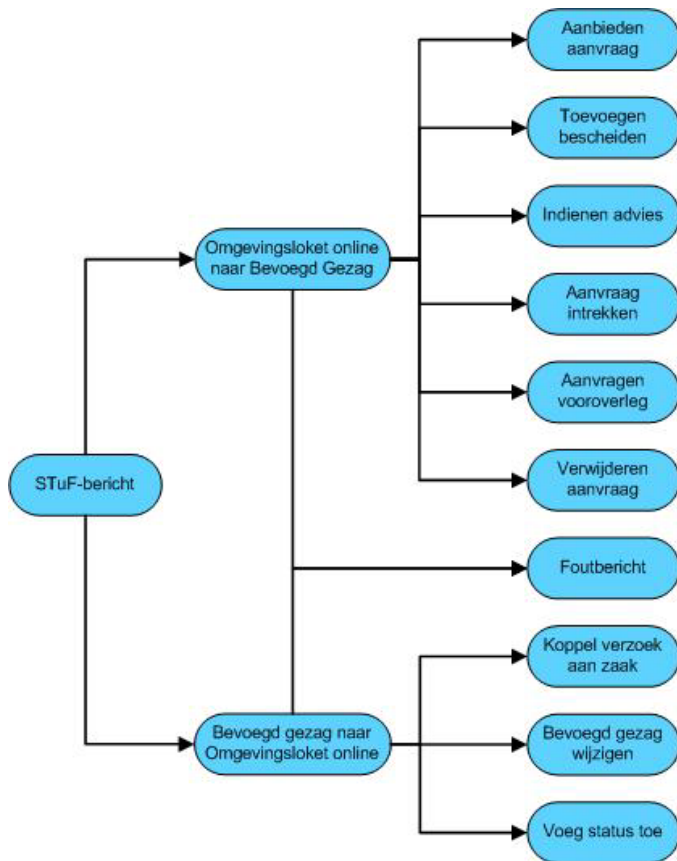 Aanbieden
aanvraag
Toevoegen
bescheiden
Indienen advies
Omgevingsloket online
naar Bevoegd Gezag
Aanvraag
intrekken
Aanvragen
vooroverleg
STuF-bericht
Verwijderen
aanvraag
Foutbericht
Koppel verzoek
aan zaak
Bevoegd gezag naar
Omgevingsloket online
Bevoegd gezag
wijzigen
Voeg status toe